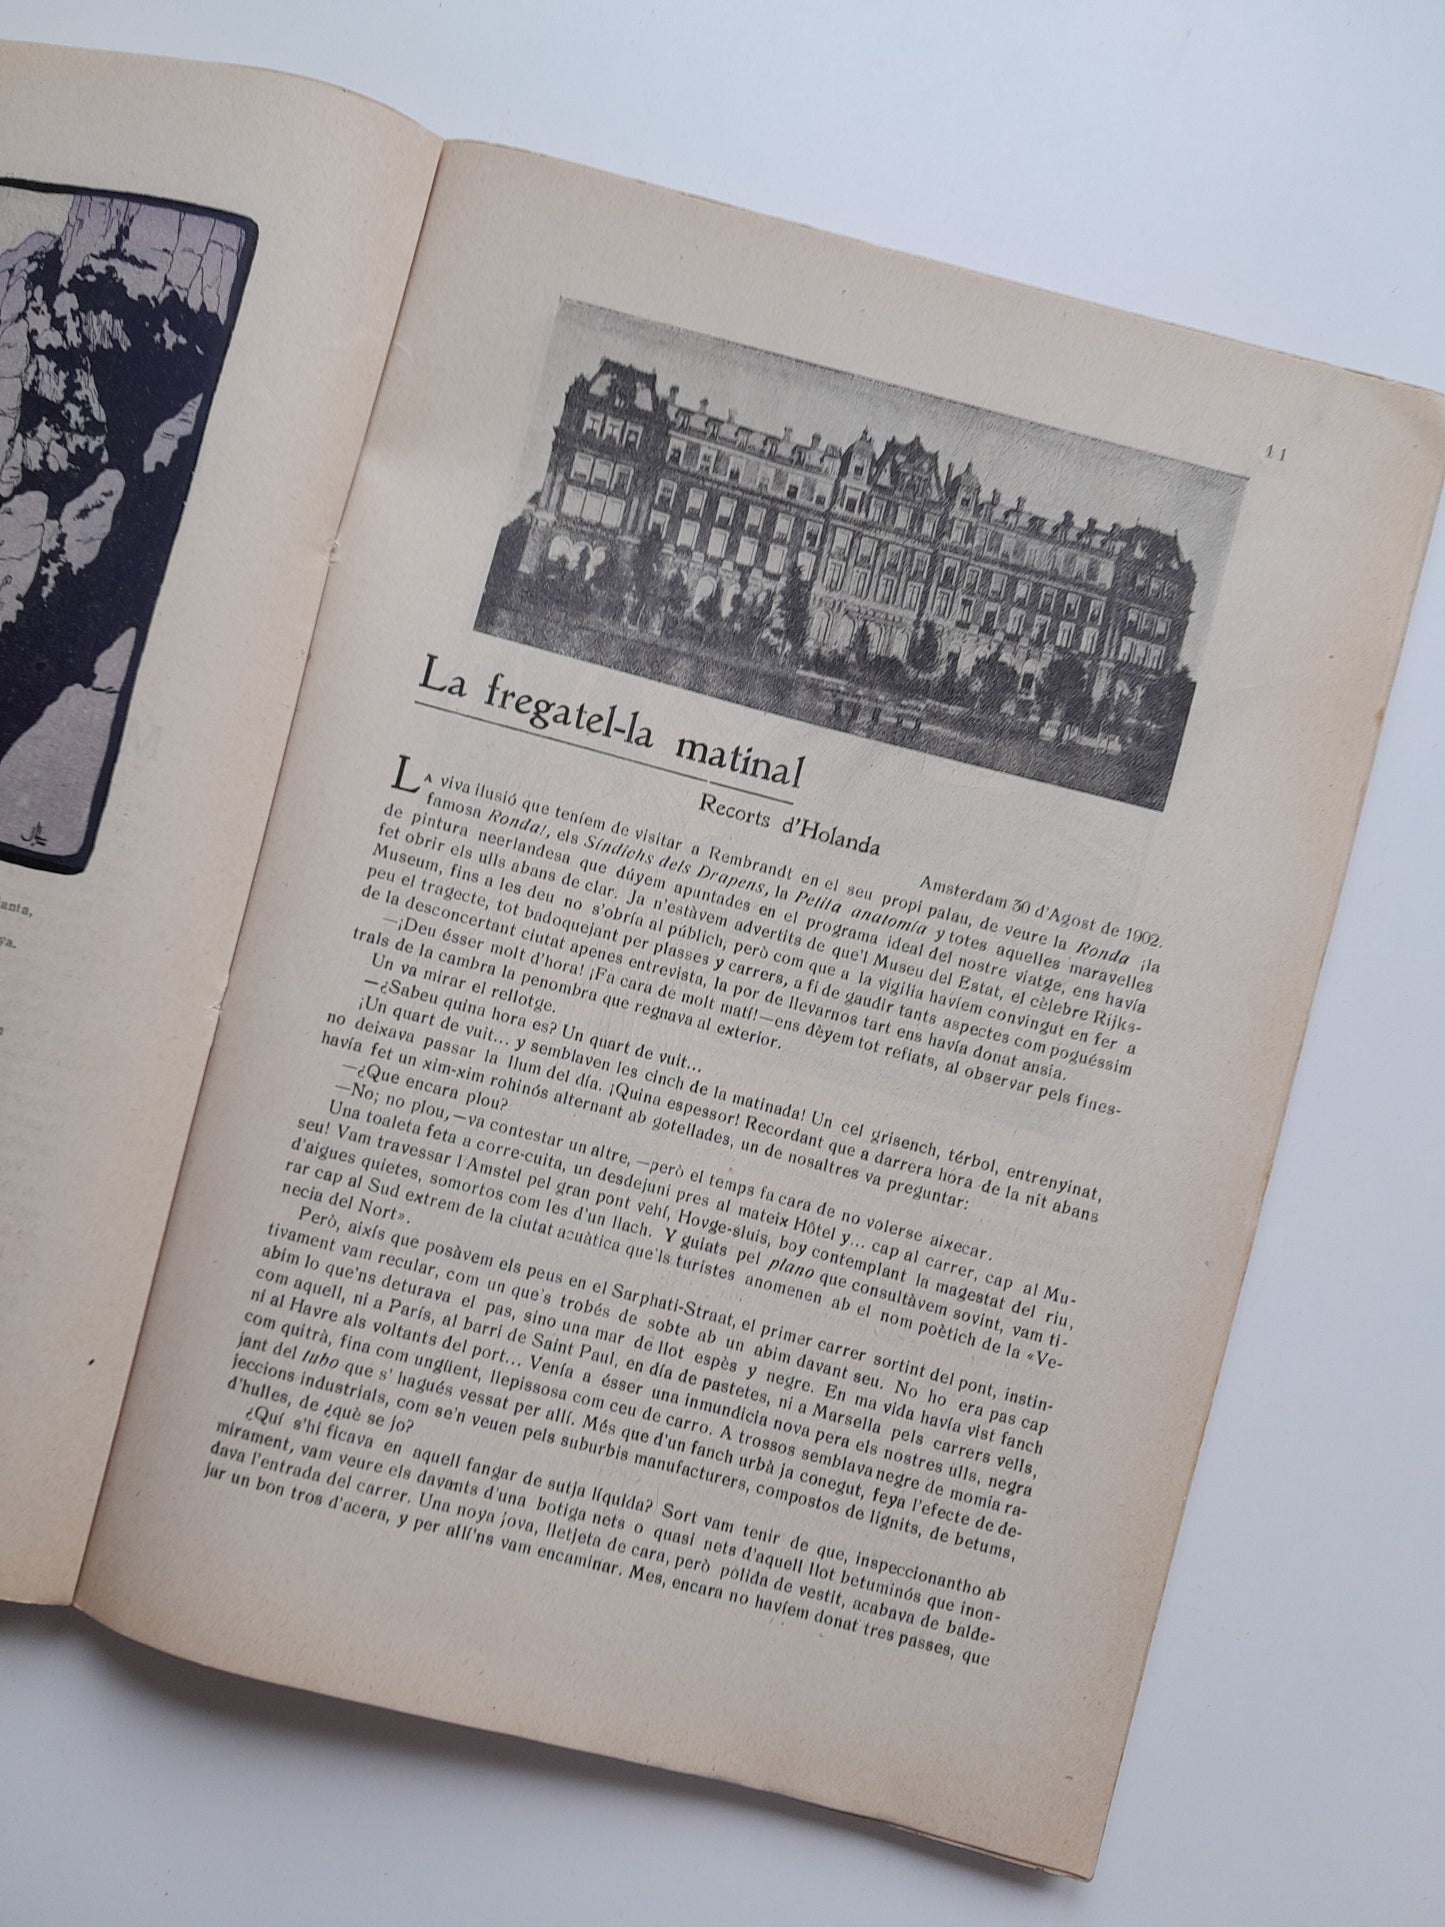 anta,
ya.
11
La fregatel-la matinal
Recorts d'Holanda
Amsterdam 30 d'Agost de 1902.
LA viva ilusió que teníem de visitar a Rembrandt en el seu propi palau, de veure la Ronda ¡la
famosa Ronda!, els Síndichs dels Drapens, la Petita anatomía y totes aquelles maravelles
de pintura neerlandesa que dúyem apuntades en el programa ideal del nostre viatge, ens havía
fet obrir els ulls abans de clar. Ja n'estàvem advertits de que'l Museu del Estat, el cèlebre Rijks-
Museum, fins a les deu no s'obría al públich, però com que a la vigilia havíem convingut en fer a
peu el tragecte, tot badoquejant per plasses y carrers, a fi de gaudir tants aspectes com poguéssim
de la desconcertant ciutat apenes entrevista, la por de llevarnos tart ens havía donat ansia.
—¡Deu ésser molt d'hora! ¡Fa cara de molt matí!—ens dèyem tot refiats, al observar pels fines-
trals de la cambra la penombra que regnava al exterior.
Un va mirar el rellotge.
—¿Sabeu quina hora es? Un quart de vuit...
¡Un quart de vuit... y semblaven les cinch de la matinada! Un cel grisench, térbol, entrenyinat,
no deixava passar la llum del día. ¡Quina espessor! Recordant que a darrera hora de la nit abans
havía fet un xim-xim rohinós alternant ab gotellades, un de nosaltres va preguntar:
—¿Que encara plou?
—No; no plou, —va contestar un altre, —però el temps fa cara de no volerse aixecar.
Una toaleta feta a corre-cuita, un desdejuni pres al mateix Hôtel y... cap al carrer, cap al Mu-
seu! Vam travessar l'Amstel pel gran pont vehí, Hovge-sluis, boy contemplant la magestat del riu,
d'aigues quietes, somortos com les d'un llach. Y guiats pel plano que consultàvem sovint, vam ti-
rar cap al Sud extrem de la ciutat acuàtica que'ls turistes anomenen ab el nom poètich de la «Ve-
necia del Nort».
Però, aixís que posàvem els peus en el Sarphati-Straat, el primer carrer sortint del pont, instin-
tivament vam recular, com un que's trobés de sobte ab un abim davant seu. No ho era pas cap
abim lo que'ns deturava el pas, sino una mar de llot espès y negre. En ma vida havía vist fanch
com aquell, ni a París, al barri de Saint Paul, en día de pastetes, ni a Marsella pels carrers vells,
ni al Havre als voltants del port... Venía a ésser una inmundicia nova pera els nostres ulls, negra
com quitrà, fina com ungüent, llepissosa com ceu de carro. A trossos semblava negre de momia ra-
jant del tubo que s'hagués vessat per allí. Més que d'un fanch urbà ja conegut, feya l'efecte de de-
jeccions industrials, com se'n veuen pels suburbis manufacturers, compostos de lignits, de betums,
d'hulles, de ¿què se jo?
¿Quí s'hi ficava en aquell fangar de sutja líquida? Sort vam tenir de que, inspeccionantho ab
mirament, vam veure els davants d'una botiga nets o quasi nets d'aquell llot betuminós que inon-
dava l'entrada del carrer. Una noya jova, lletjeta de cara, però pólida de vestit, acabava de balde-
jar un bon tros d'acera, y per allí'ns vam encaminar. Mes, encara no havíem donat tres passes, que